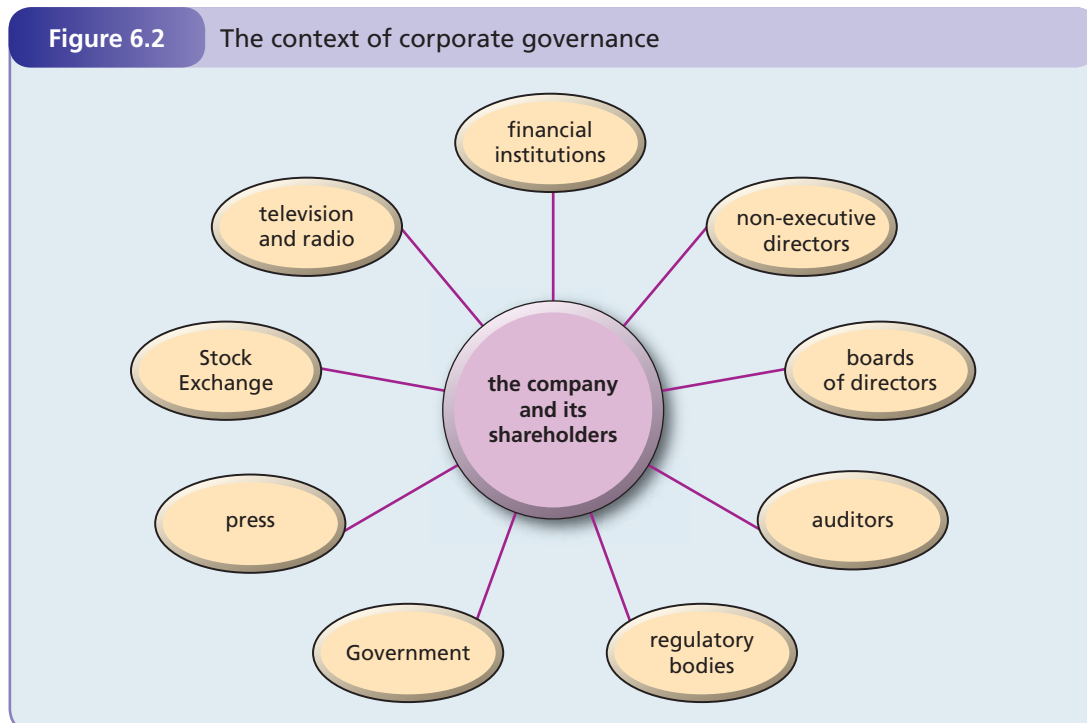 Figure 6.2 The context of corporate governance
financial
institutions
television
and radio
non-executive
directors
Stock
Exchange
the company
and its
shareholders
boards
of directors
press
auditors
Government
regulatory
bodies